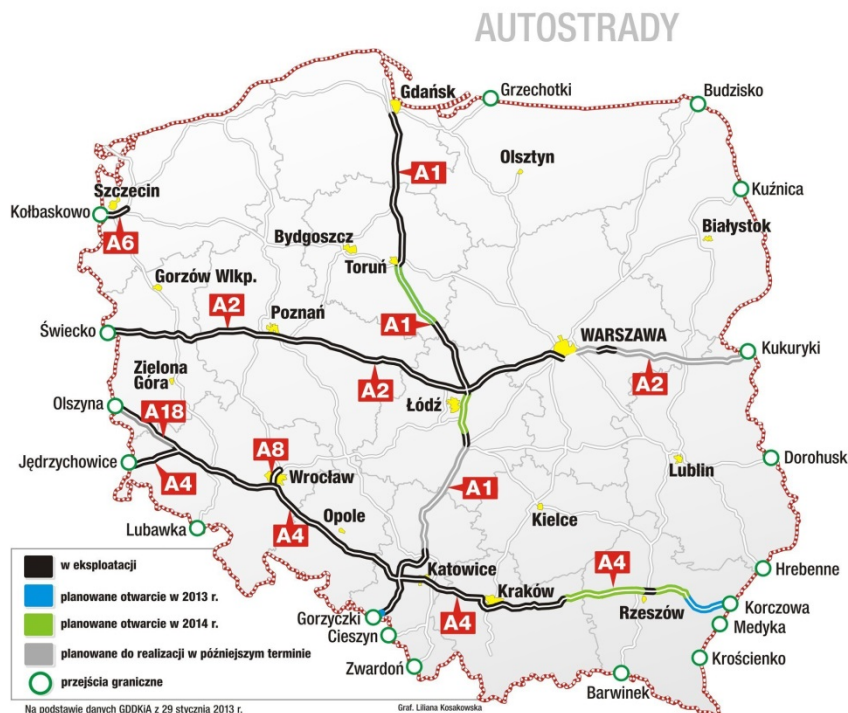 AUTOSTRADY
Gdańsk
Grzechotki
Budzisko
Olsztyn
A1
Szczecin
Kuźnica
Kołbaskowo
A6
Bydgoszcz
Białystok
Toruń
Gorzów Wlkp.
A2
Poznań
A1
Świecko
WARSZAWA
Kukuryki
Zielona
Góra
A2
A2
Olszyna
A18
Łódź
Jędrzychowice
A4
A8
Wrocław
Lublin
Dorohusk
A1
Lubawka
Opole
A4
Kielce
w eksploatacji
Katowice
A4
Hrebenne
planowane otwarcie w 2013 r.
Kraków
Gorzyczki
A4
Rzeszów
Korczowa
planowane otwarcie w 2014 r.
Cieszyn
Medyka
planowane do realizacji w późniejszym terminie
Zwardoń
Krościenko
przejścia graniczne
Barwinek
Na podstawie danych GDDKiA z 29 stycznia 2013 r.
Graf. Liliana Kosakowska